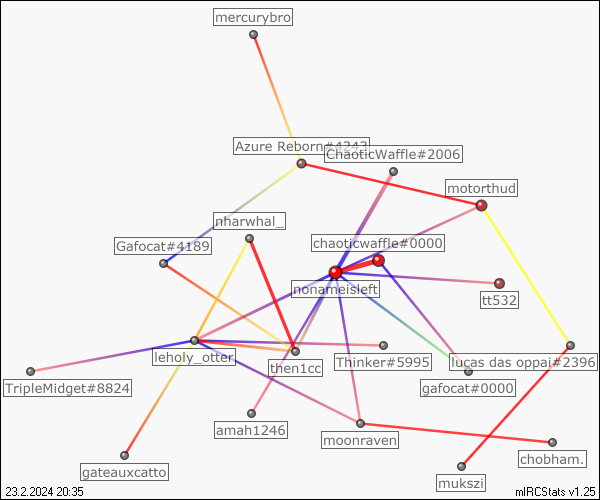 mercurybro
Azure Reborn#4243
ChaoticWaffle#2006
motorthud
nharwhal_
Gafocat#4189
chaoticwaffle#0000
nonameisleft
tt532
leholy_otter
then1cc
Thinker#5995
lucas das oppai#2396
TripleMidget#8824
gafocat#0000
amah1246
moonraven
chobham.
gateauxcatto
mukszi
23.2.2024 20:35
mIRCStats v1.25